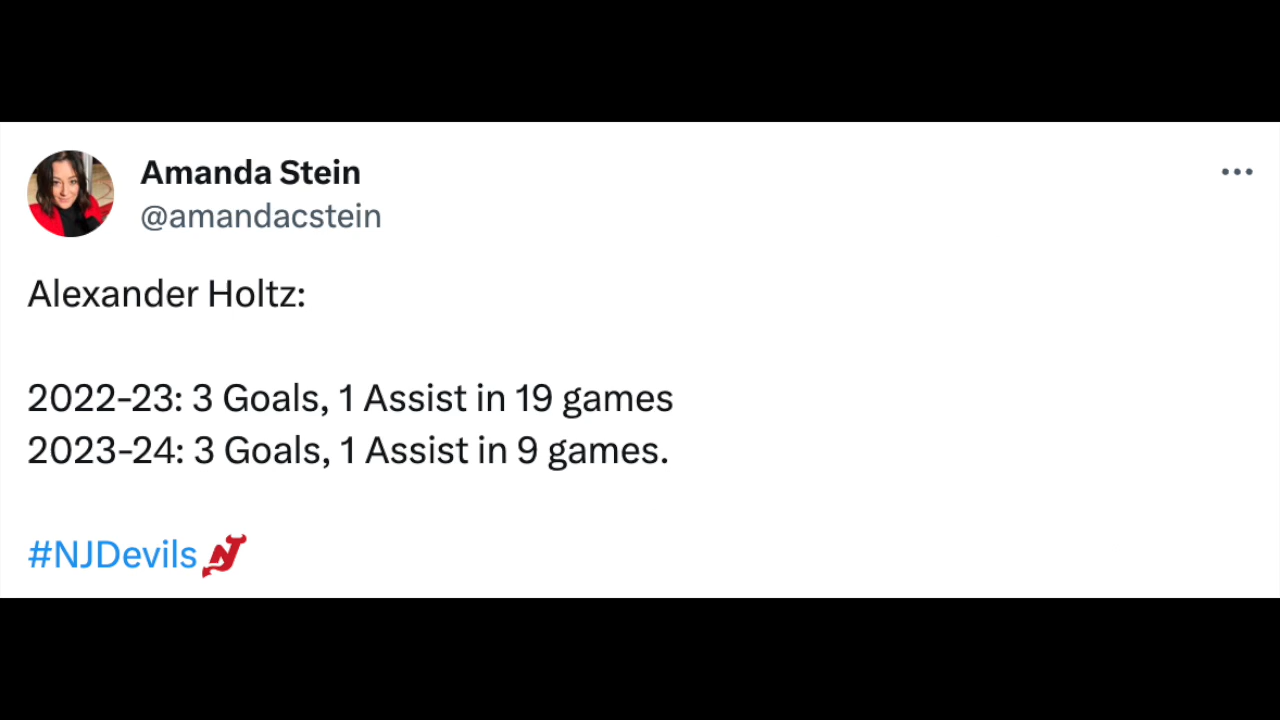 Amanda Stein
@amandacstein
Alexander Holtz:
2022-23: 3 Goals, 1 Assist in 19 games
2023-24: 3 Goals, 1 Assist in 9 games.
#NJDevils